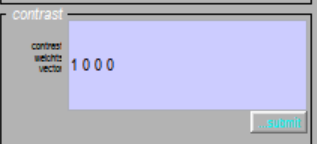 contrast
contrast
weights
vector
1 0 0 0
...submit